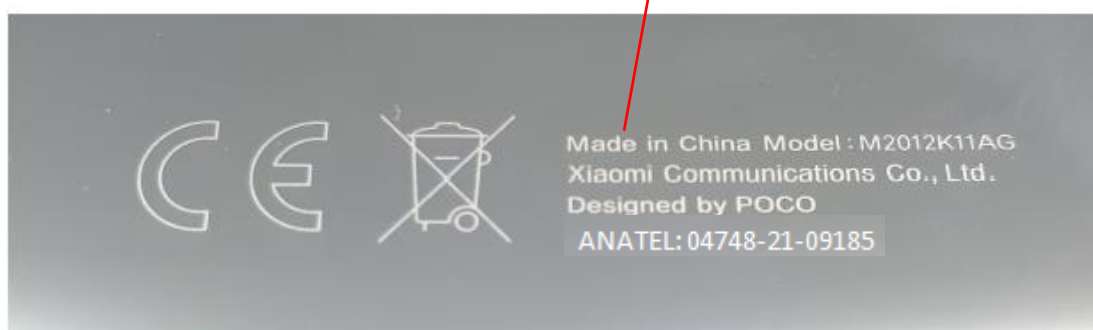 CE
Made in China Model:M2012K11AG
Xiaomi Communications Co., Ltd.
Designed by POCO
ANATEL: 04748-21-09185